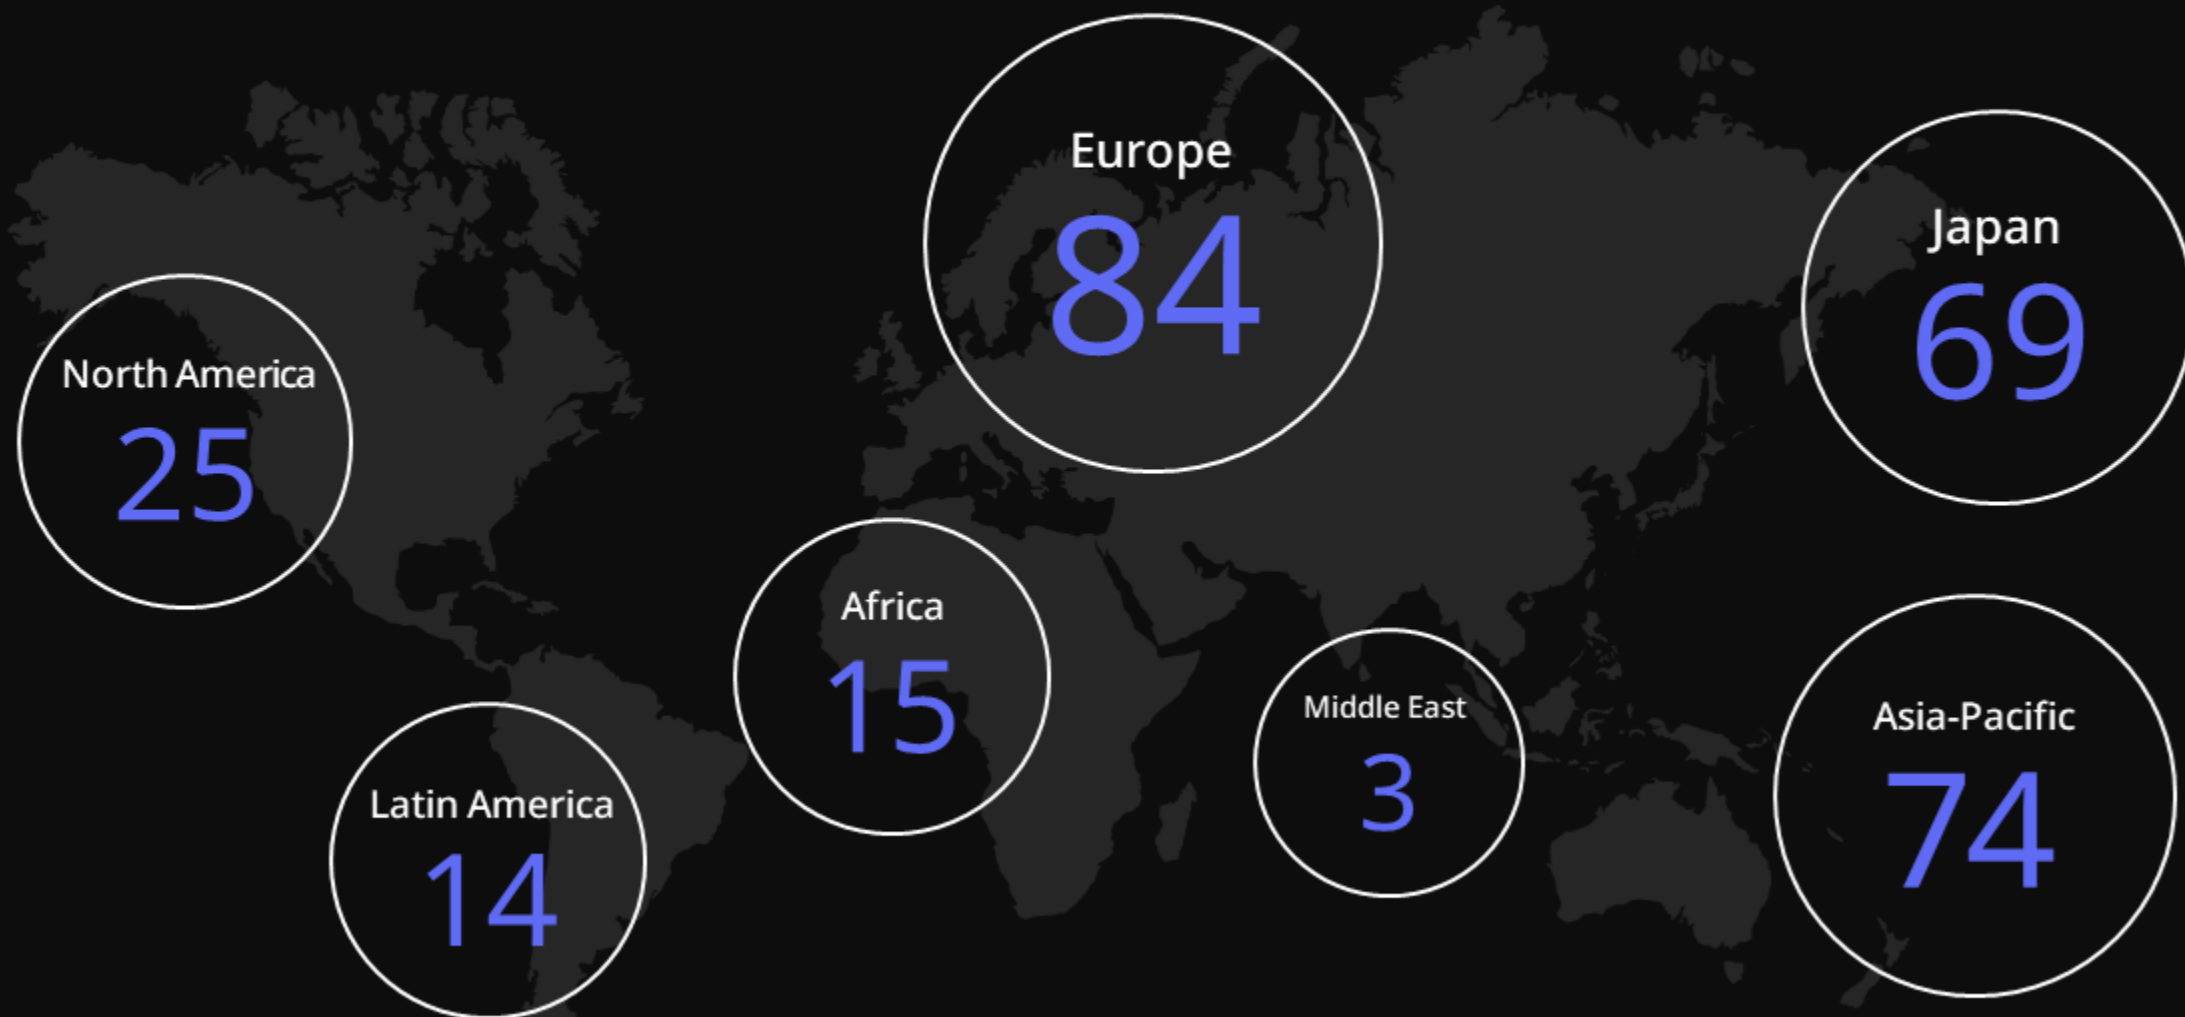 Europe
84
Japan
69
North America
25
Africa
15
Middle East
3
Asia-Pacific
74
Latin America
14